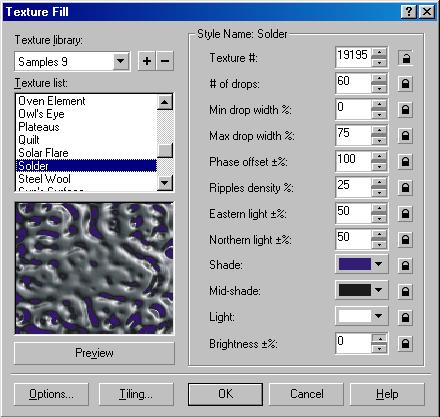 Texture Fill
Texture library:
Samples 9
Texture list:
Oven Element
Owl's Eye
Plateaus
Quilt
Solar Flare
Solder
Steel Wool
Sun's Surface
Preview
Style Name: Solder
Texture #: 19195
# of drops: 60
Min drop width %: 0
Max drop width %: 75
Phase offset ±%: 100
Ripples density %: 25
Eastern light ±%: 50
Northern light ±%: 50
Shade:
Mid-shade:
Light:
Brightness ±%: 0
Options...
Tiling...
OK
Cancel
Help